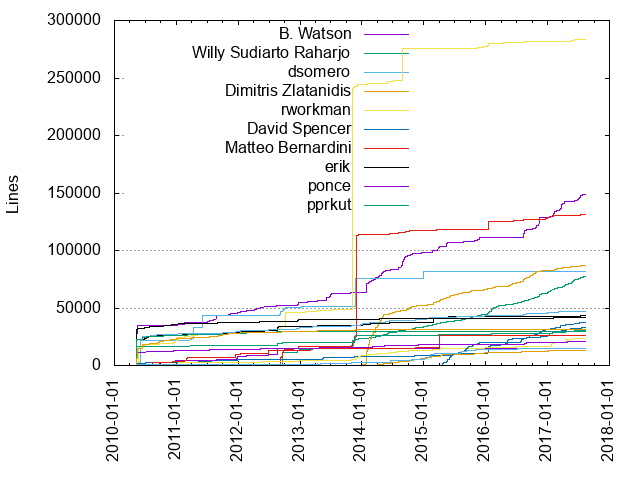 300000
250000
200000
150000
100000
50000
0
Lines
B. Watson
Willy Sudiarto Raharjo
dsomero
Dimitris Zlatanidis
rworkman
David Spencer
Matteo Bernardini
erik
ponce
pprkut
2010-01-01
2011-01-01
2012-01-01
2013-01-01
2014-01-01
2015-01-01
2016-01-01
2017-01-01
2018-01-01